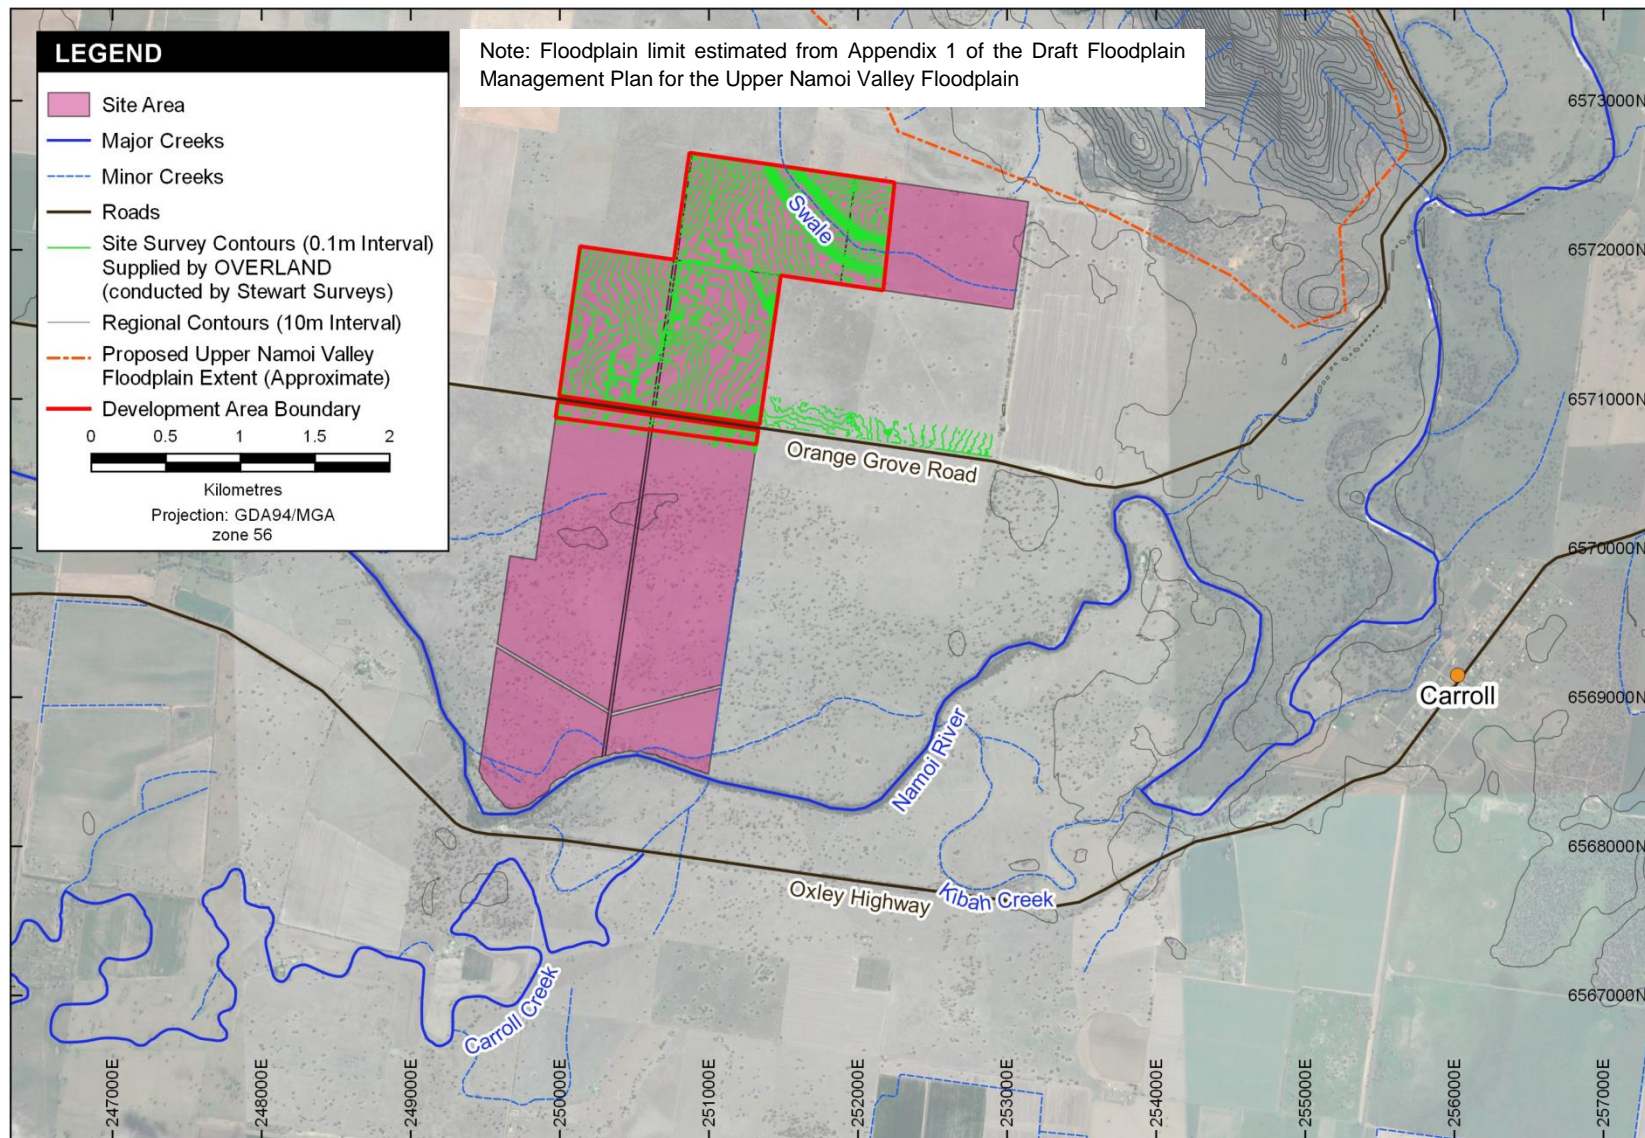 LEGEND
Site Area
Major Creeks
Minor Creeks
Roads
Site Survey Contours (0.1m Interval)
Supplied by OVERLAND
(conducted by Stewart Surveys)
Regional Contours (10m Interval)
Proposed Upper Namoi Valley
Floodplain Extent (Approximate)
Development Area Boundary
0 0.5 1 1.5 2
Kilometres
Projection: GDA94/MGA
zone 56
Note: Floodplain limit estimated from Appendix 1 of the Draft Floodplain
Management Plan for the Upper Namoi Valley Floodplain
6573000N
Swale
6572000N
6571000N
Orange Grove Road
6570000N
Carroll
6569000N
Namoi River
6568000N
Oxley Highway
Kibah Creek
6567000N
Carroll Creek
247000E
248000E
249000E
250000E
251000E
252000E
253000E
254000E
255000E
256000E
257000E